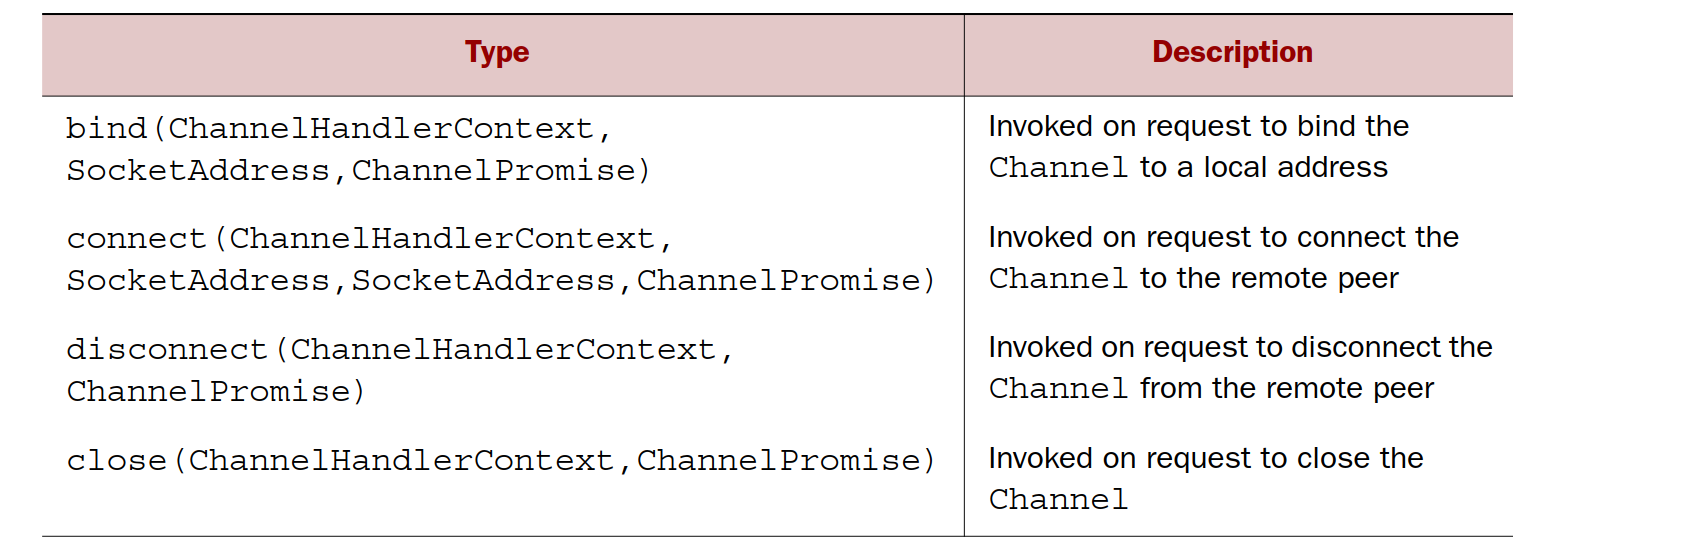 Type Description
bind(ChannelHandlerContext, Invoked on request to bind the
SocketAddress,ChannelPromise) Channel to a local address
connect(ChannelHandlerContext, Invoked on request to connect the
SocketAddress,SocketAddress,ChannelPromise) Channel to the remote peer
disconnect(ChannelHandlerContext, Invoked on request to disconnect the
ChannelPromise) Channel from the remote peer
close(ChannelHandlerContext,ChannelPromise) Invoked on request to close the
Channel